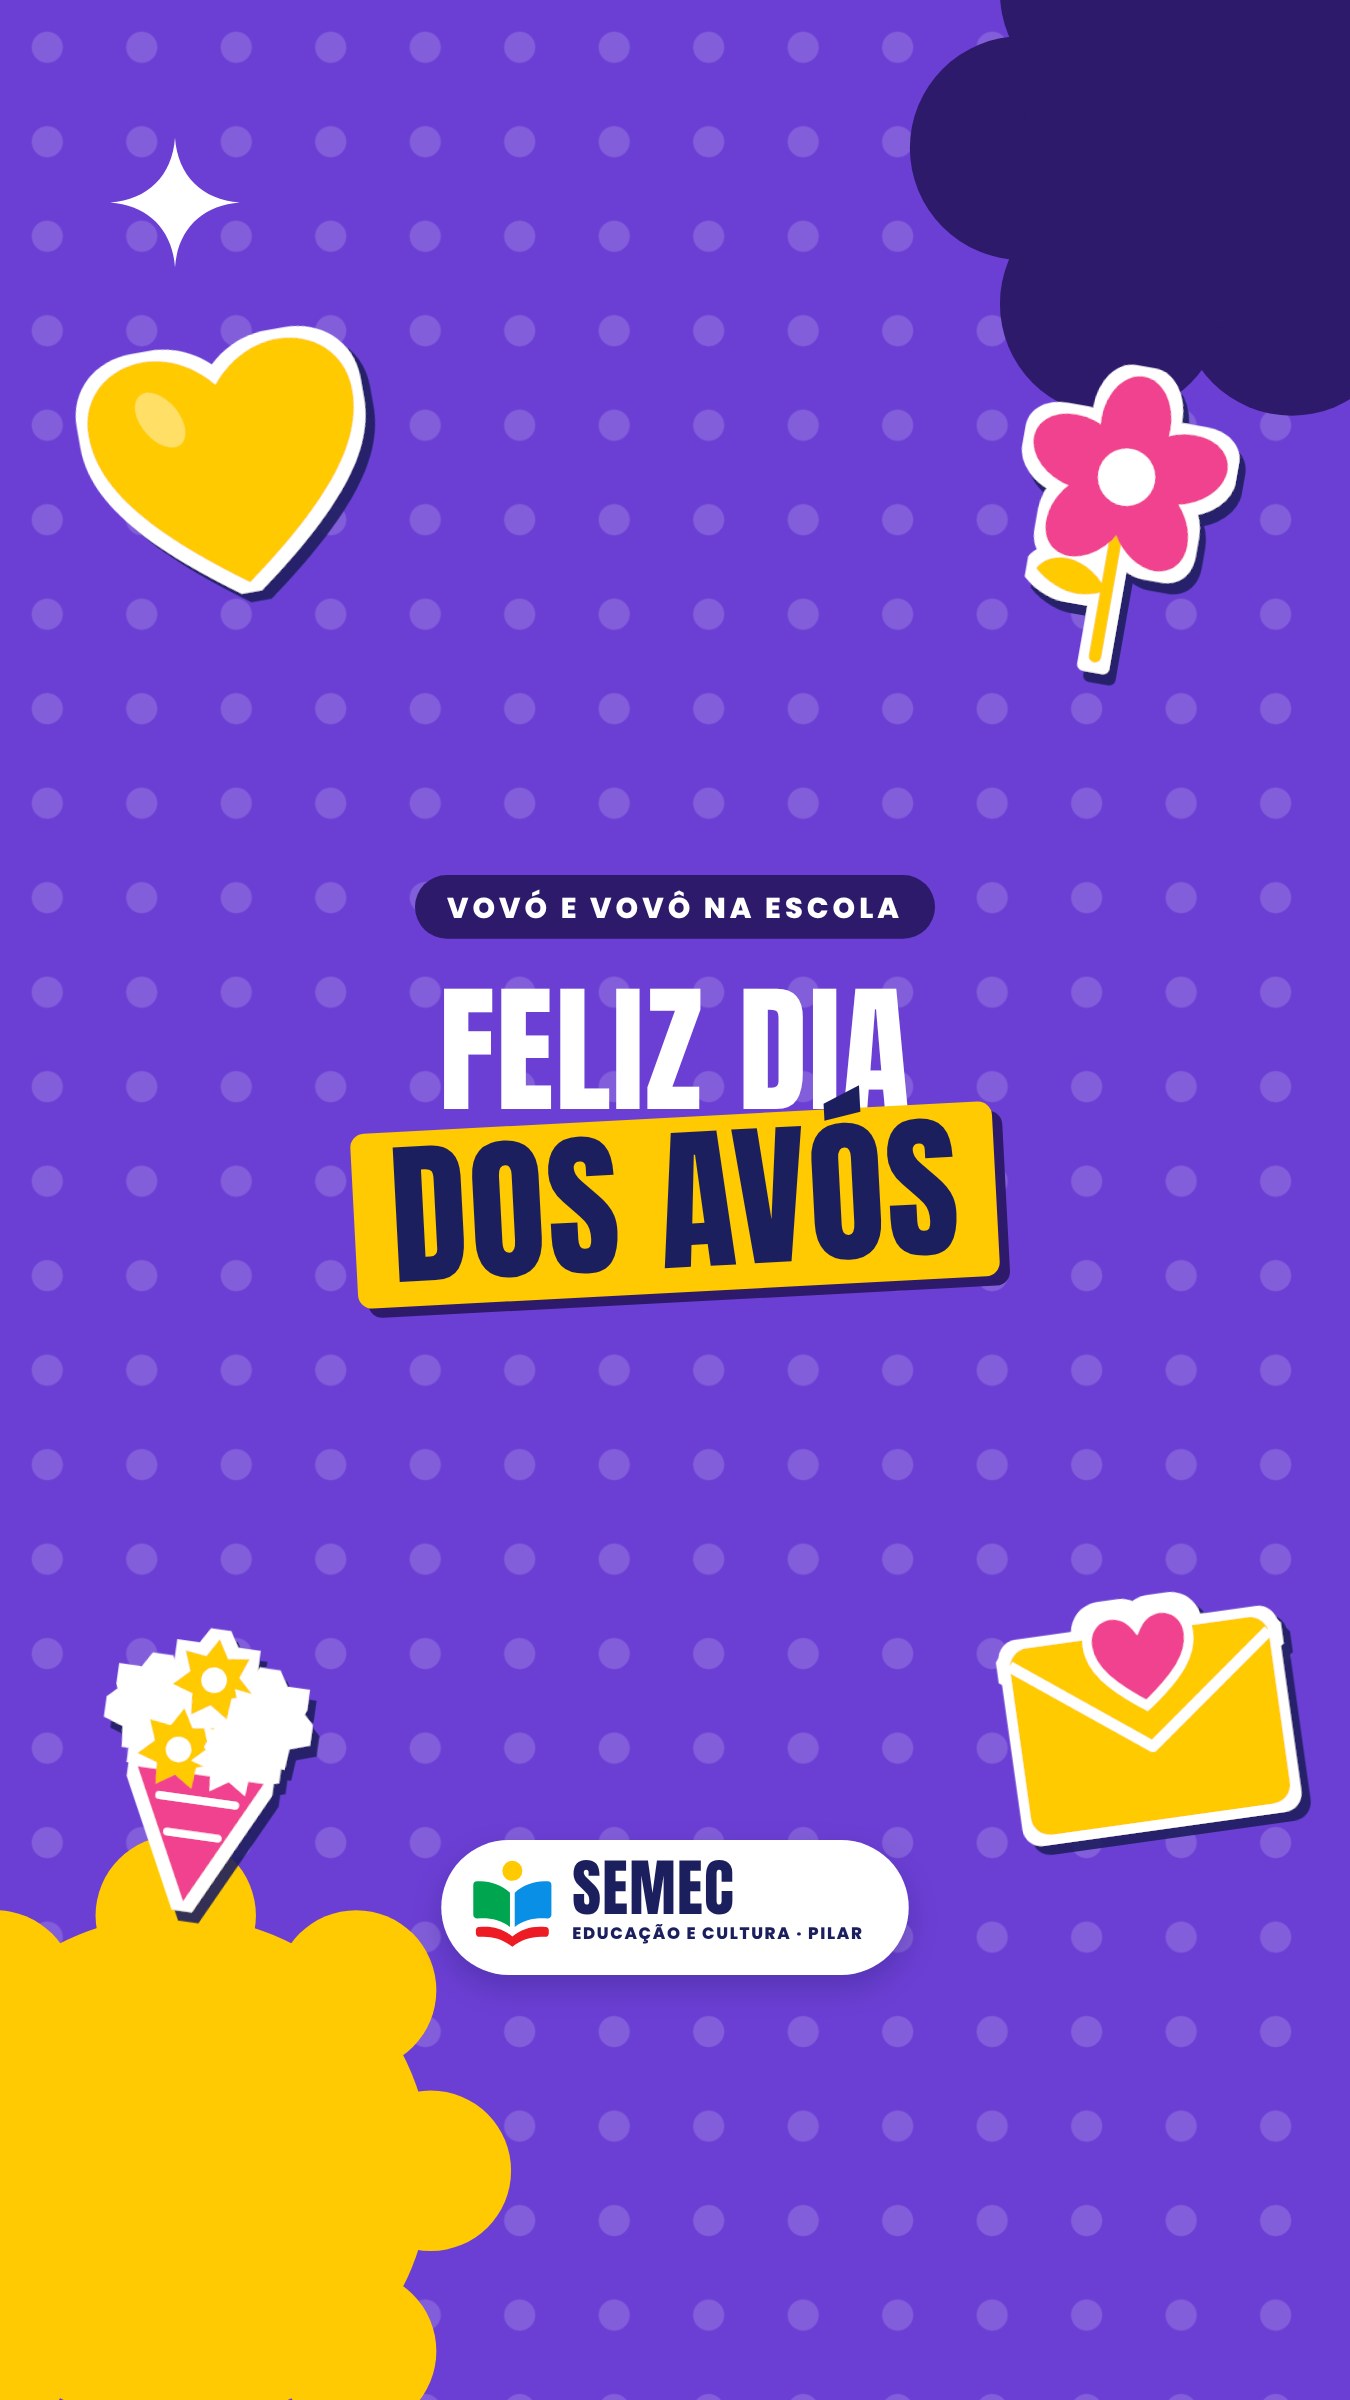 VOVÓ E VOVÔ NA ESCOLA
FELIZ DIA
DOS AVÓS
SEMEC
EDUCAÇÃO E CULTURA · PILAR